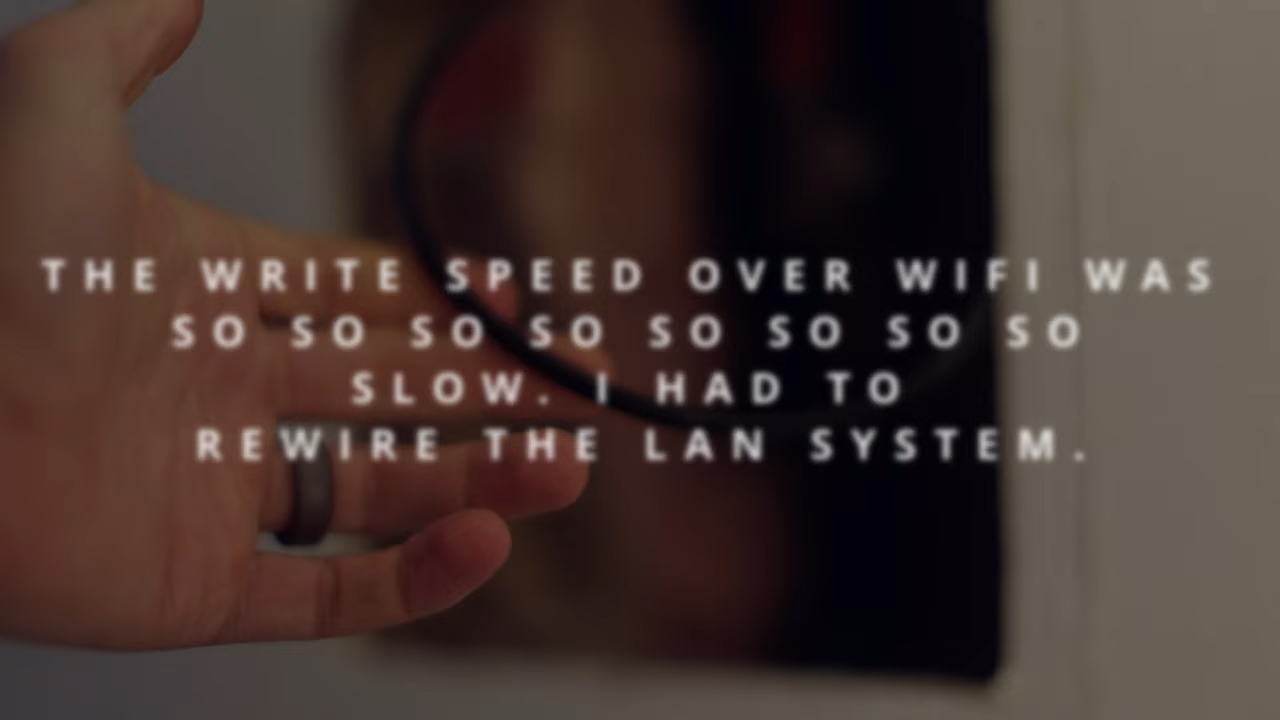 THE WRITE SPEED OVER WIFI WAS
SO SO SO SO SO SO SO SO
SLOW. I HAD TO
REWIRE THE LAN SYSTEM.